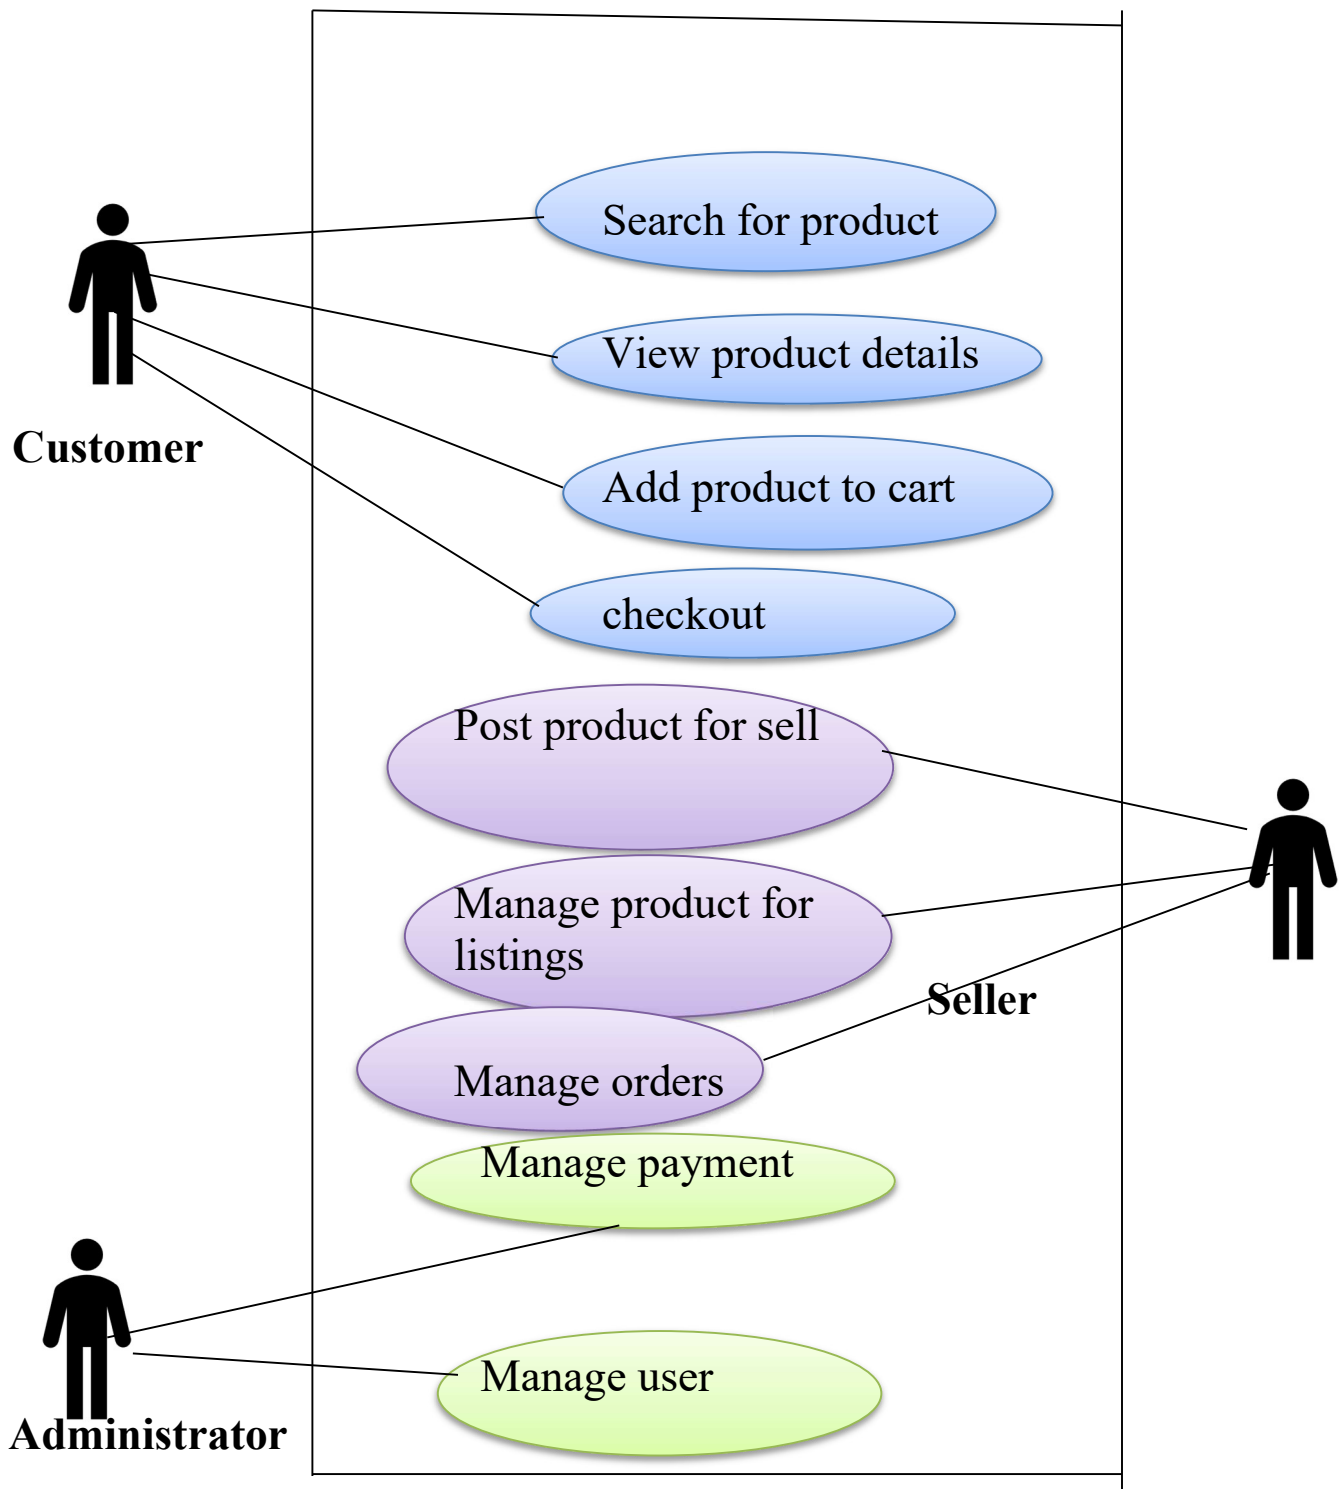 Search for product
View product details
Customer
Add product to cart
checkout
Post product for sell
Manage product for
listings
Seller
Manage orders
Manage payment
Manage user
Administrator